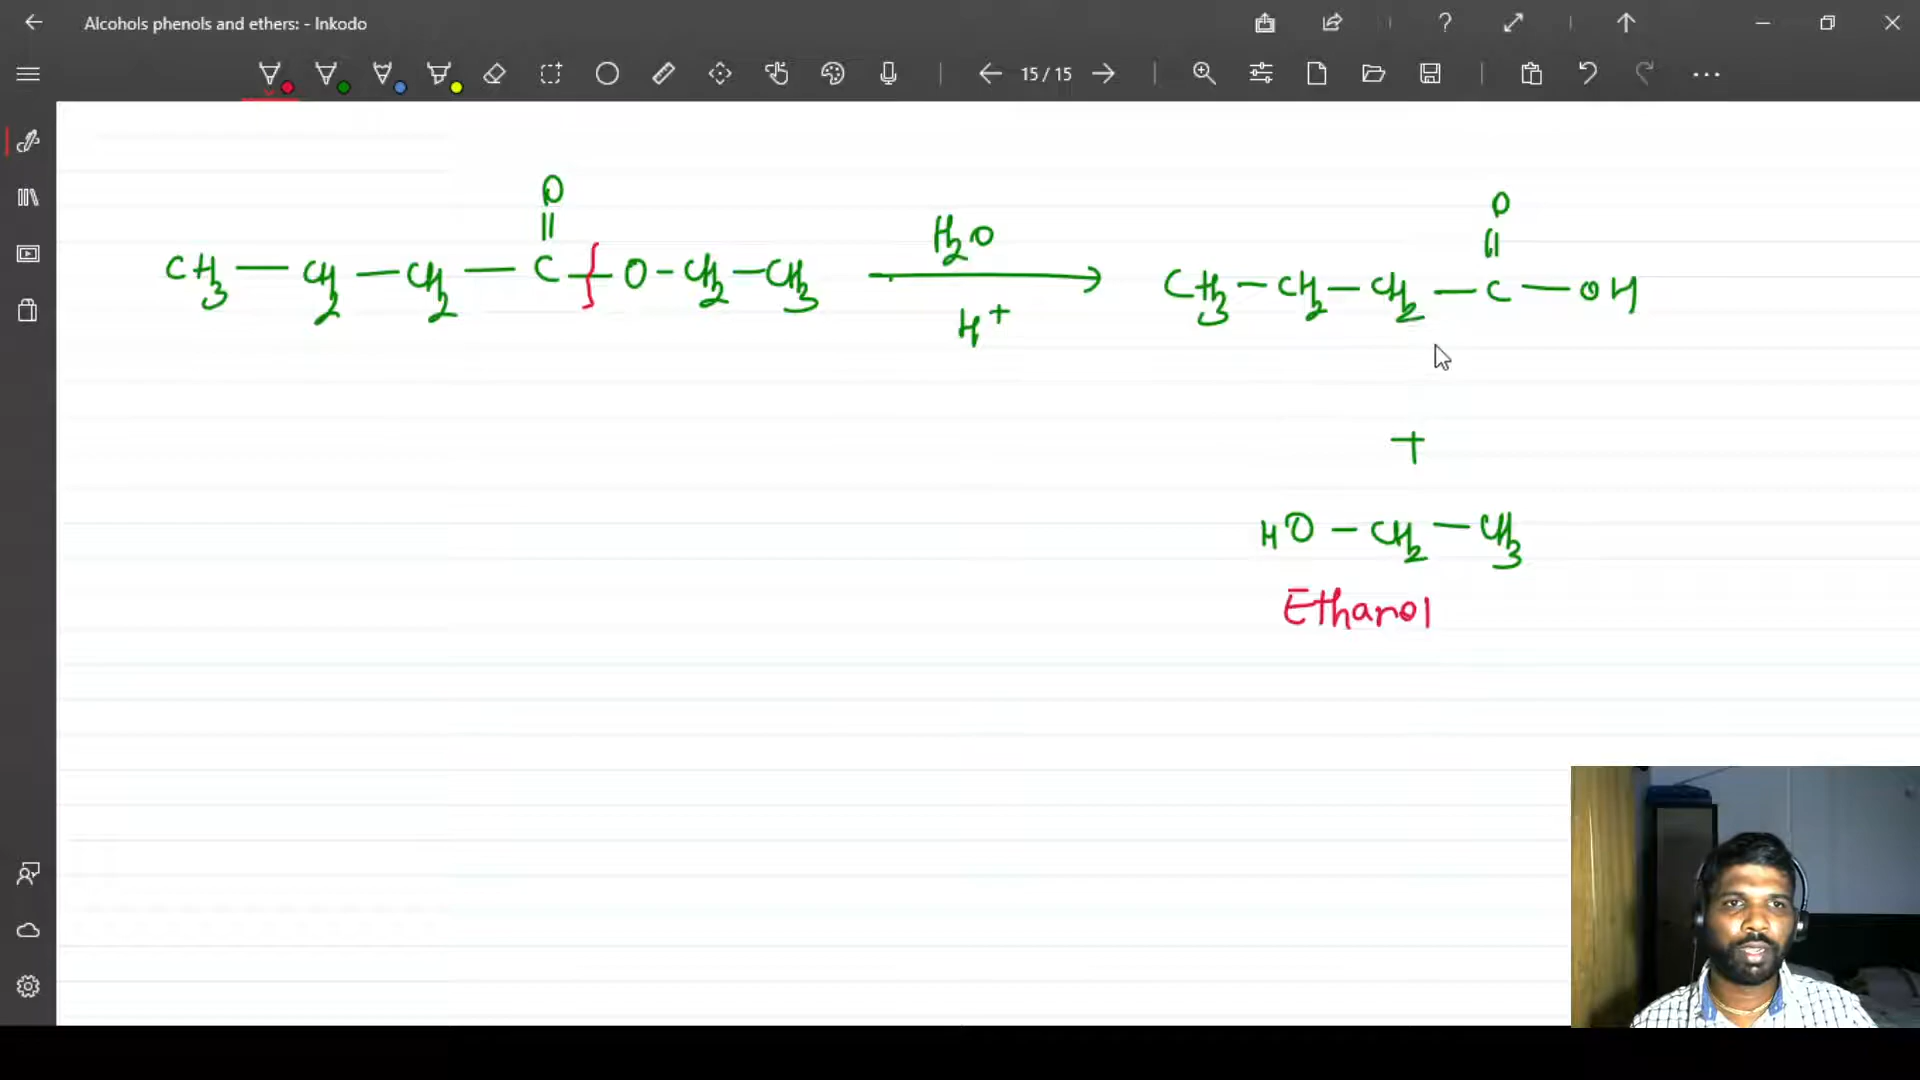 Alcohols phenols and ethers: - Inkodo
15 / 15
O
||
CH3 — CH2 — CH2 — C — O - CH2 — CH3
H2O
H+
O
||
CH3 — CH2 — CH2 — C — OH
+
HO — CH2 — CH3
Ethanol